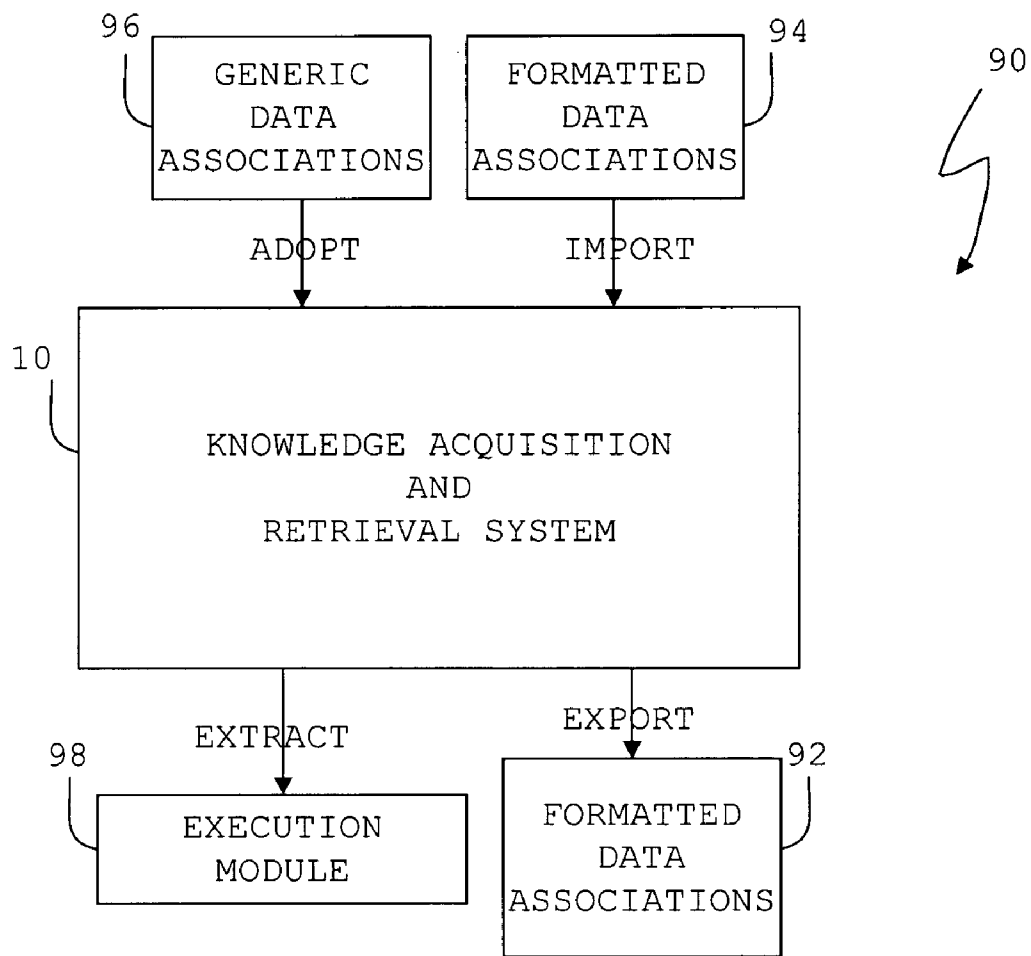 96
94
90
GENERIC
DATA
ASSOCIATIONS
FORMATTED
DATA
ASSOCIATIONS
ADOPT
IMPORT
10
KNOWLEDGE ACQUISITION
AND
RETRIEVAL SYSTEM
EXTRACT
EXPORT
98
92
EXECUTION
MODULE
FORMATTED
DATA
ASSOCIATIONS